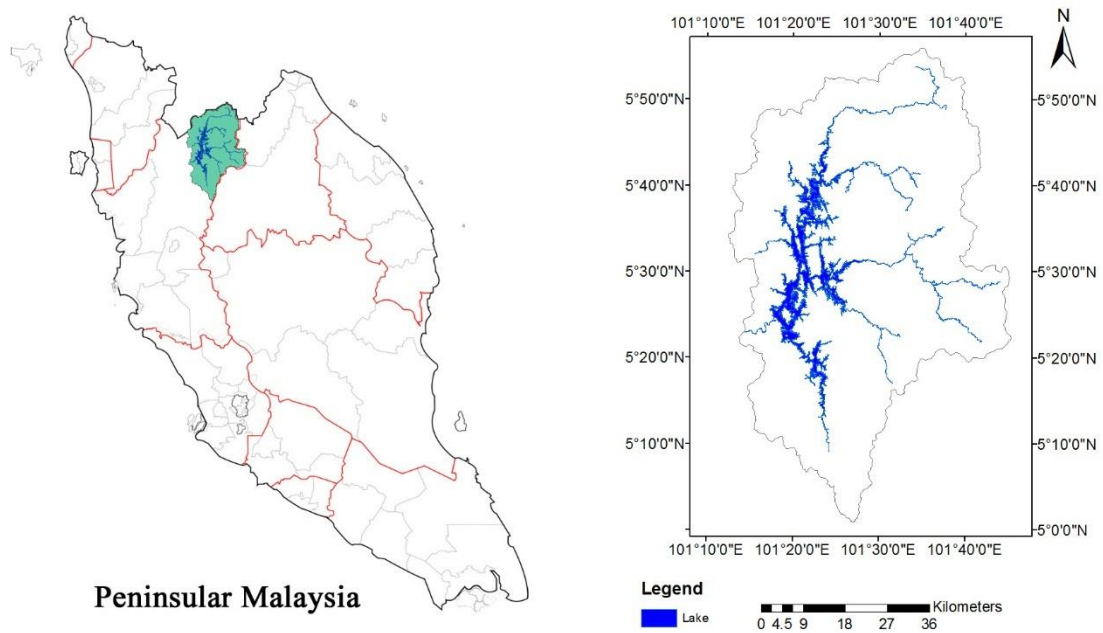 Peninsular Malaysia
101°10'0"E 101°20'0"E 101°30'0"E 101°40'0"E
N
5°50'0"N 5°50'0"N
5°40'0"N 5°40'0"N
5°30'0"N 5°30'0"N
5°20'0"N 5°20'0"N
5°10'0"N 5°10'0"N
5°0'0"N 5°0'0"N
101°10'0"E 101°20'0"E 101°30'0"E 101°40'0"E
Legend
Lake
Kilometers
0 4.5 9 18 27 36